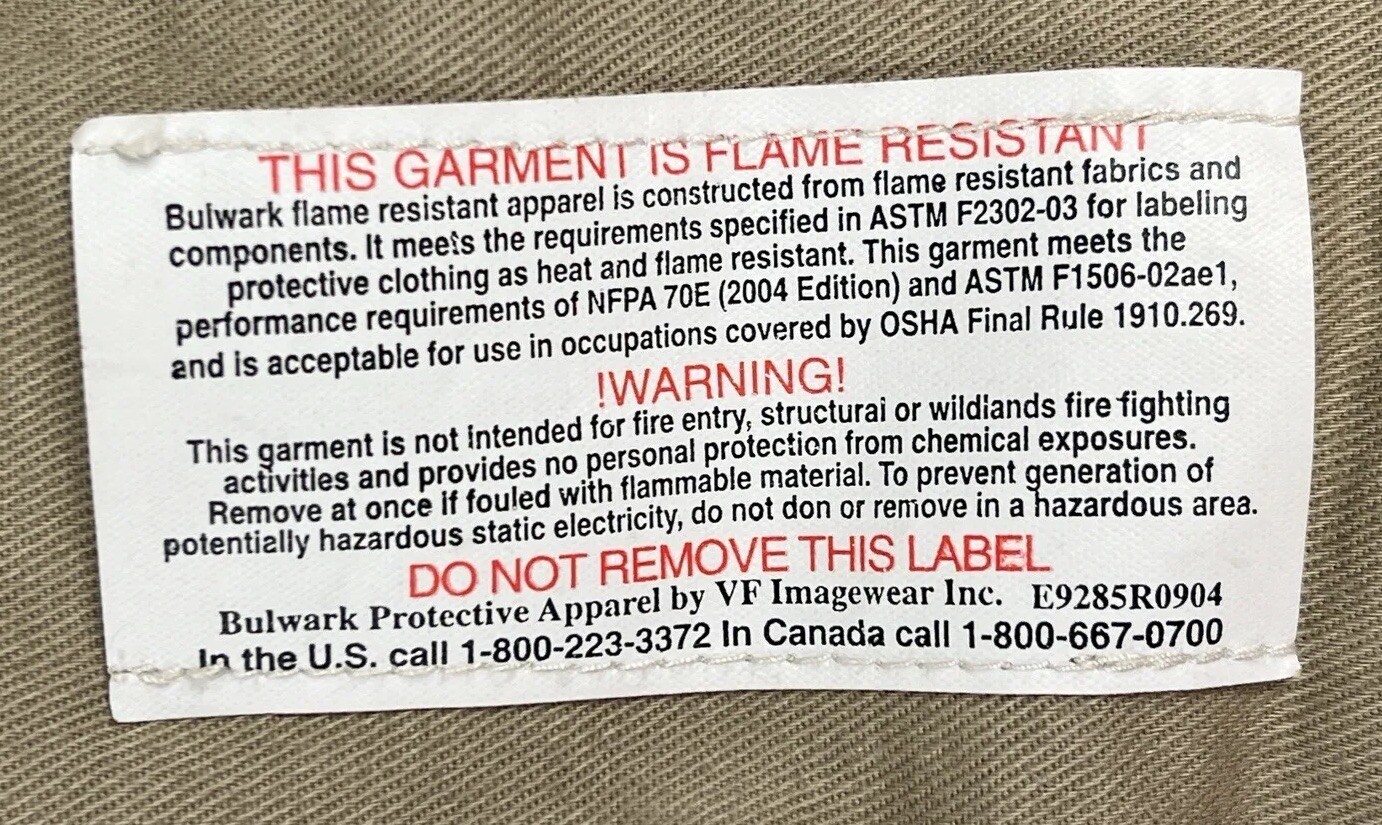 THIS GARMENT IS FLAME RESISTANT
Bulwark flame resistant apparel is constructed from flame resistant fabrics and
components. It meets the requirements specified in ASTM F2302-03 for labeling
protective clothing as heat and flame resistant. This garment meets the
performance requirements of NFPA 70E (2004 Edition) and ASTM F1506-02ae1,
and is acceptable for use in occupations covered by OSHA Final Rule 1910.269.
!WARNING!
This garment is not intended for fire entry, structural or wildlands fire fighting
activities and provides no personal protection from chemical exposures.
Remove at once if fouled with flammable material. To prevent generation of
potentially hazardous static electricity, do not don or remove in a hazardous area.
DO NOT REMOVE THIS LABEL
Bulwark Protective Apparel by VF Imagewear Inc. E9285R0904
In the U.S. call 1-800-223-3372 In Canada call 1-800-667-0700